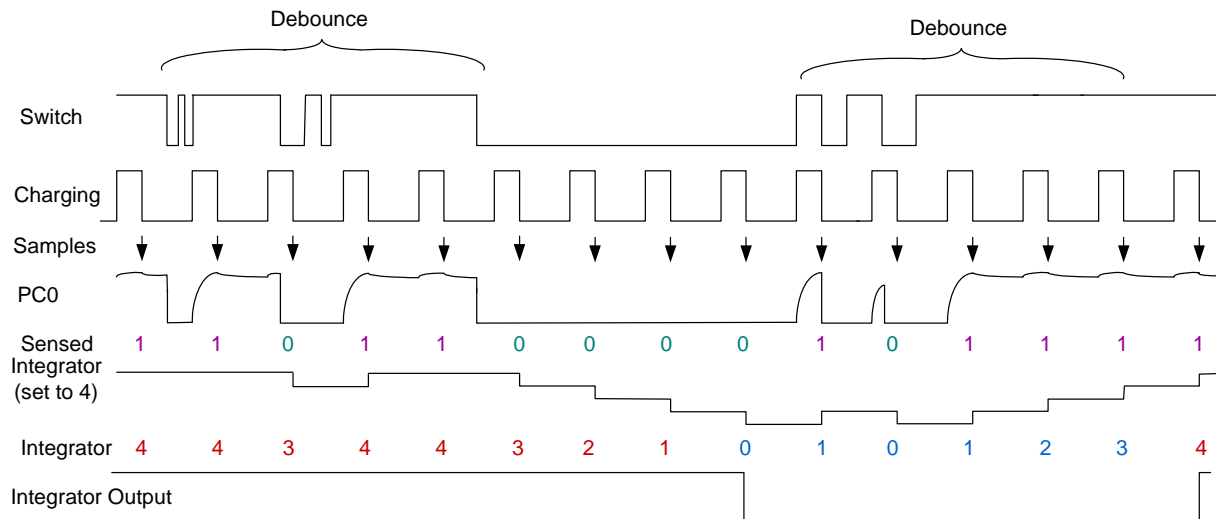 Debounce
Debounce
Switch
Charging
Samples
PC0
Sensed 1 1 0 1 1 0 0 0 0 1 0 1 1 1 1
Integrator
(set to 4)
Integrator 4 4 3 4 4 3 2 1 0 1 0 1 2 3 4
Integrator Output